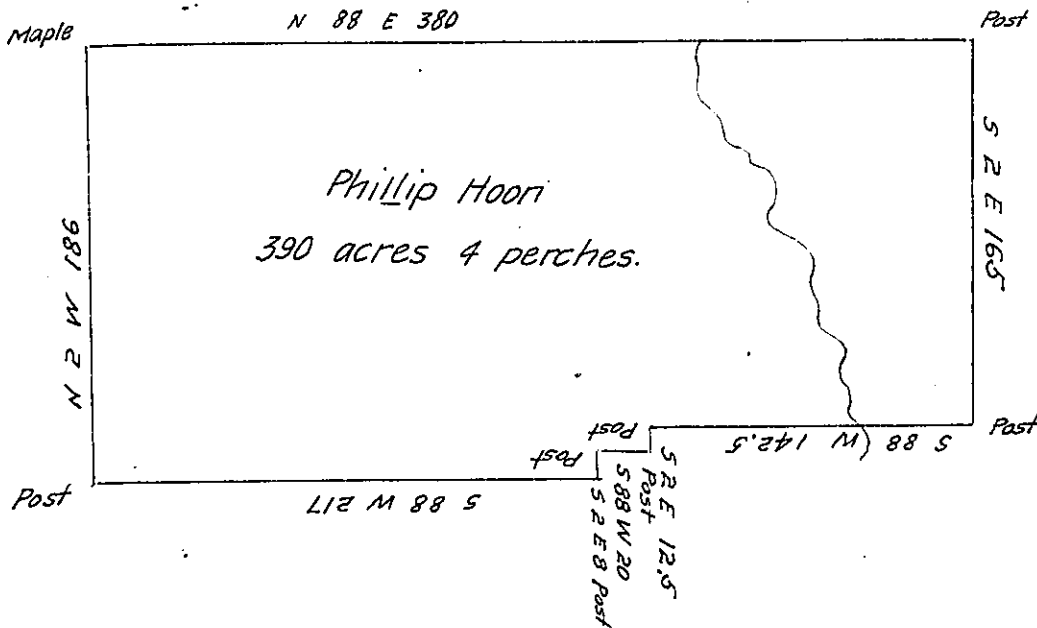 N 88 E 380
Maple
Post
S 2 E 165
Phillip Hoon
390 acres 4 perches.
N 2 W 186
Post
S 88 W 142.5
Post
Post
Post
S 88 W 217
S 2 E 12.5
Post
S 88 W 20
S 2 E 8 Post